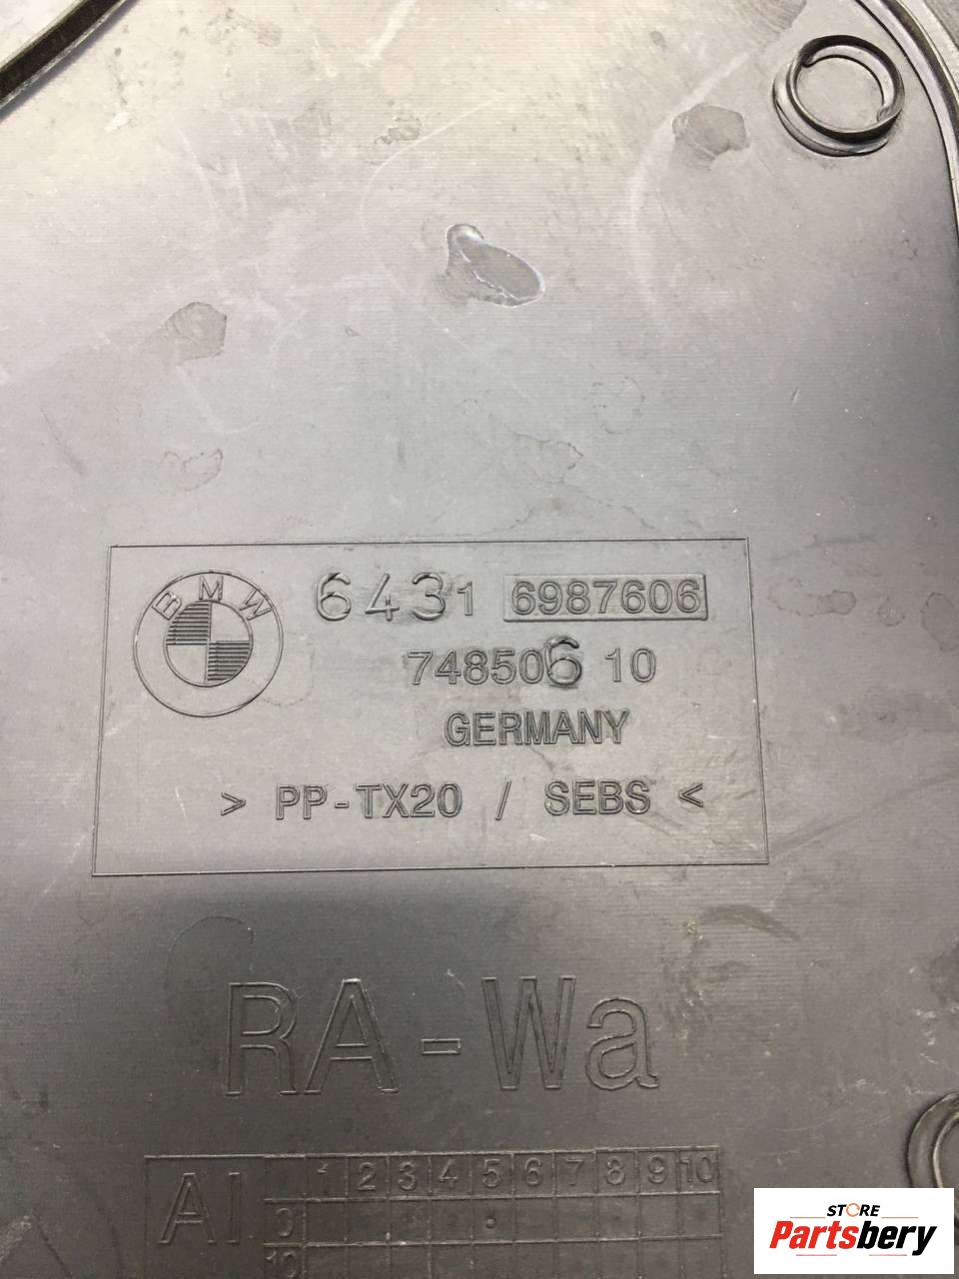 BMW
6431 6987606
748506 10
GERMANY
> PP-TX20 / SEBS <
RA-Wa
AI 1 2 3 4 5 6 7 8 9 10
0
10
STORE
Partsbery